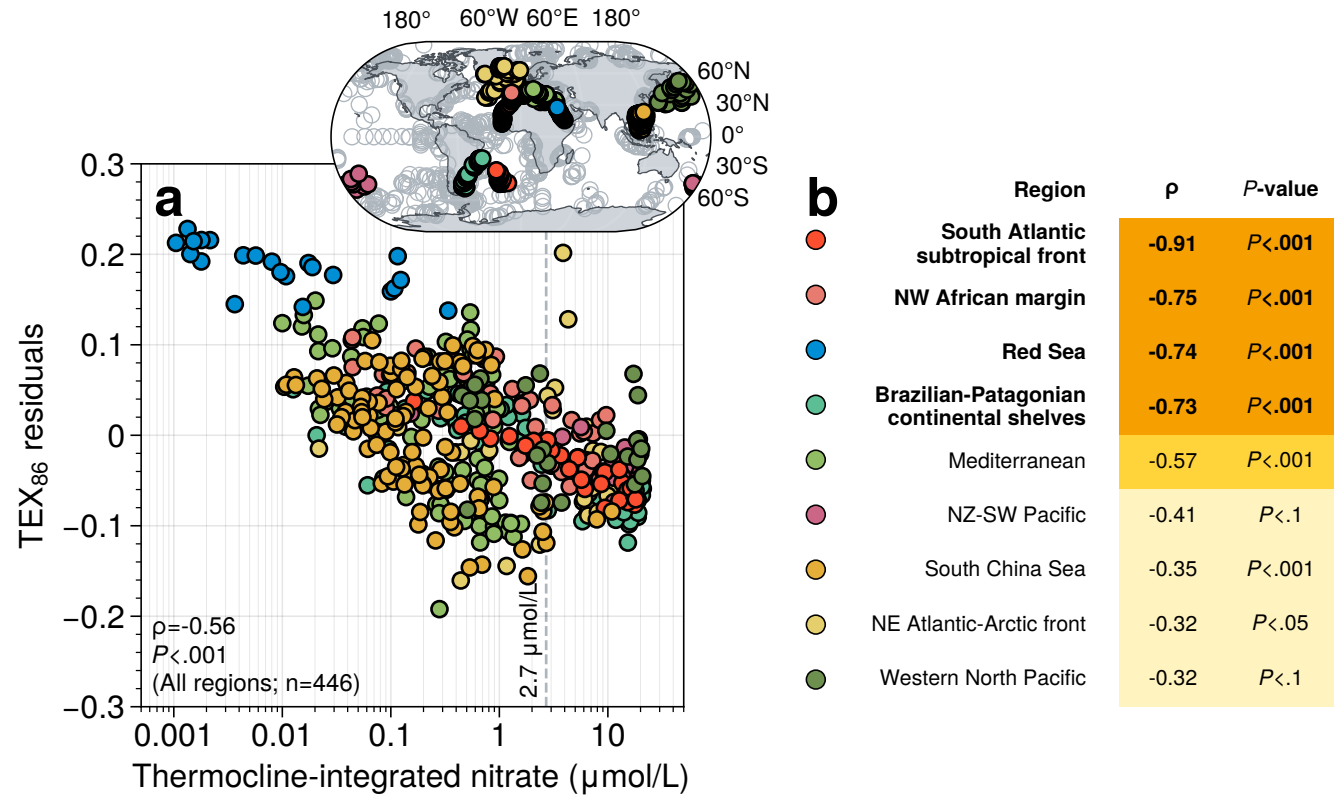 180° 60°W 60°E 180°
60°N
30°N
0°
30°S
60°S
a
0.3
0.2
0.1
0
−0.1
−0.2
−0.3
TEX₈₆ residuals
ρ=-0.56
P<.001
(All regions; n=446)
2.7 μmol/L
0.001 0.01 0.1 1 10
Thermocline-integrated nitrate (μmol/L)
b
Region ρ P-value
South Atlantic
subtropical front -0.91 P<.001
NW African margin -0.75 P<.001
Red Sea -0.74 P<.001
Brazilian-Patagonian
continental shelves -0.73 P<.001
Mediterranean -0.57 P<.001
NZ-SW Pacific -0.41 P<.1
South China Sea -0.35 P<.001
NE Atlantic-Arctic front -0.32 P<.05
Western North Pacific -0.32 P<.1